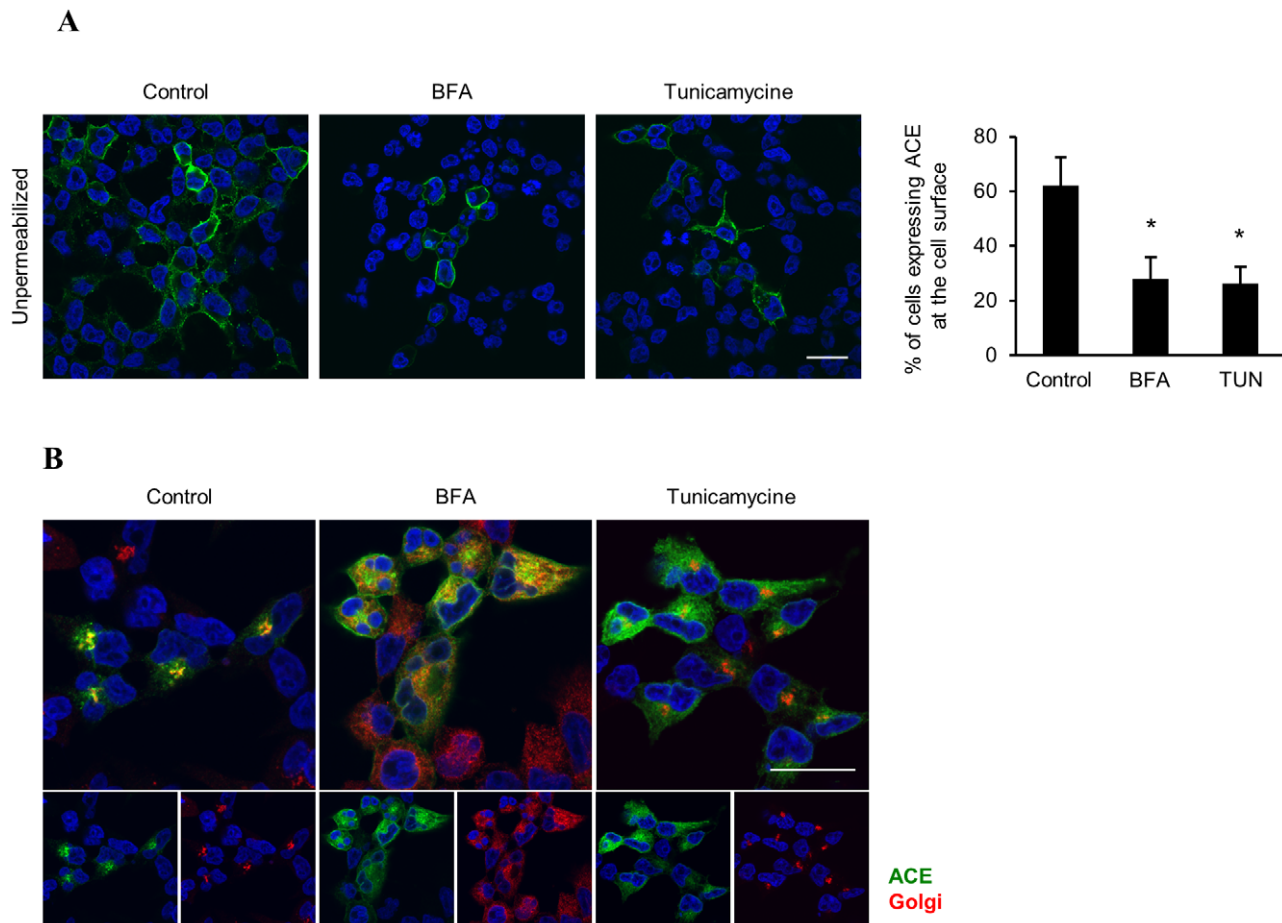 A
Control
BFA
Tunicamycine
Unpermeabilized
% of cells expressing ACE
at the cell surface
80
60
40
20
0
*
*
Control
BFA
TUN
B
Control
BFA
Tunicamycine
ACE
Golgi